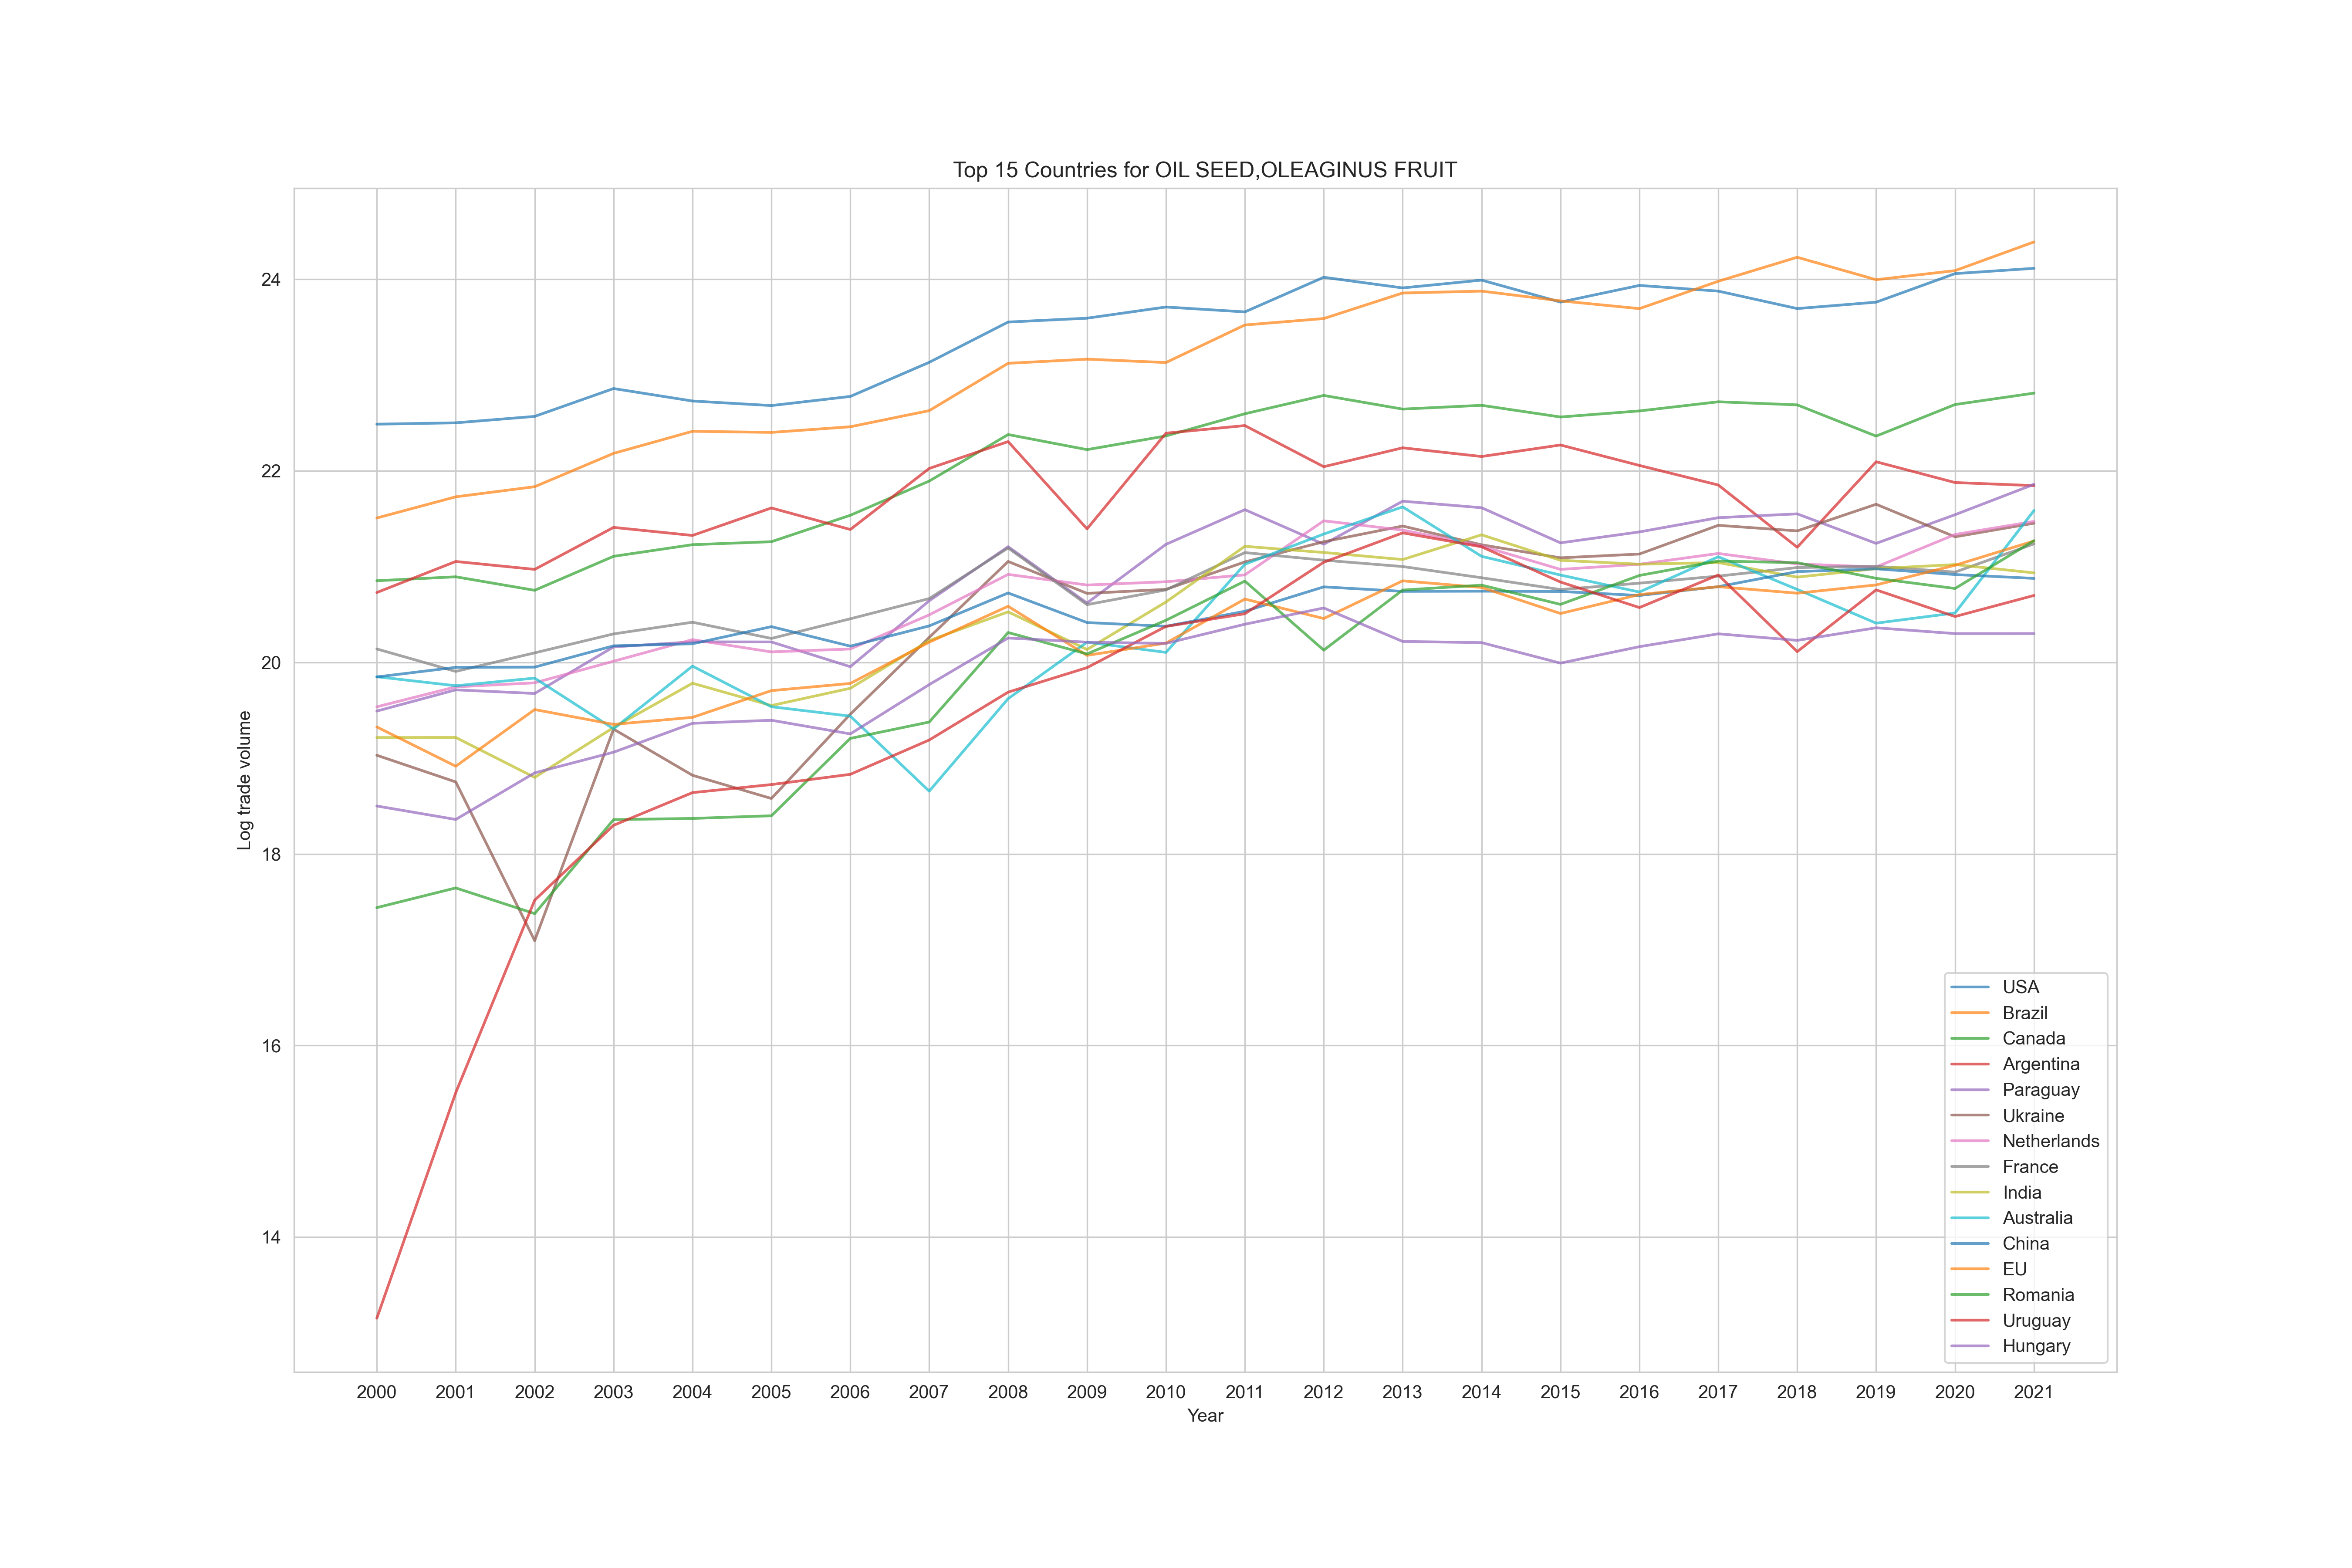 Top 15 Countries for OIL SEED,OLEAGINUS FRUIT
Log trade volume
24
22
20
18
16
14
USA
Brazil
Canada
Argentina
Paraguay
Ukraine
Netherlands
France
India
Australia
China
EU
Romania
Uruguay
Hungary
2000 2001 2002 2003 2004 2005 2006 2007 2008 2009 2010 2011 2012 2013 2014 2015 2016 2017 2018 2019 2020 2021
Year